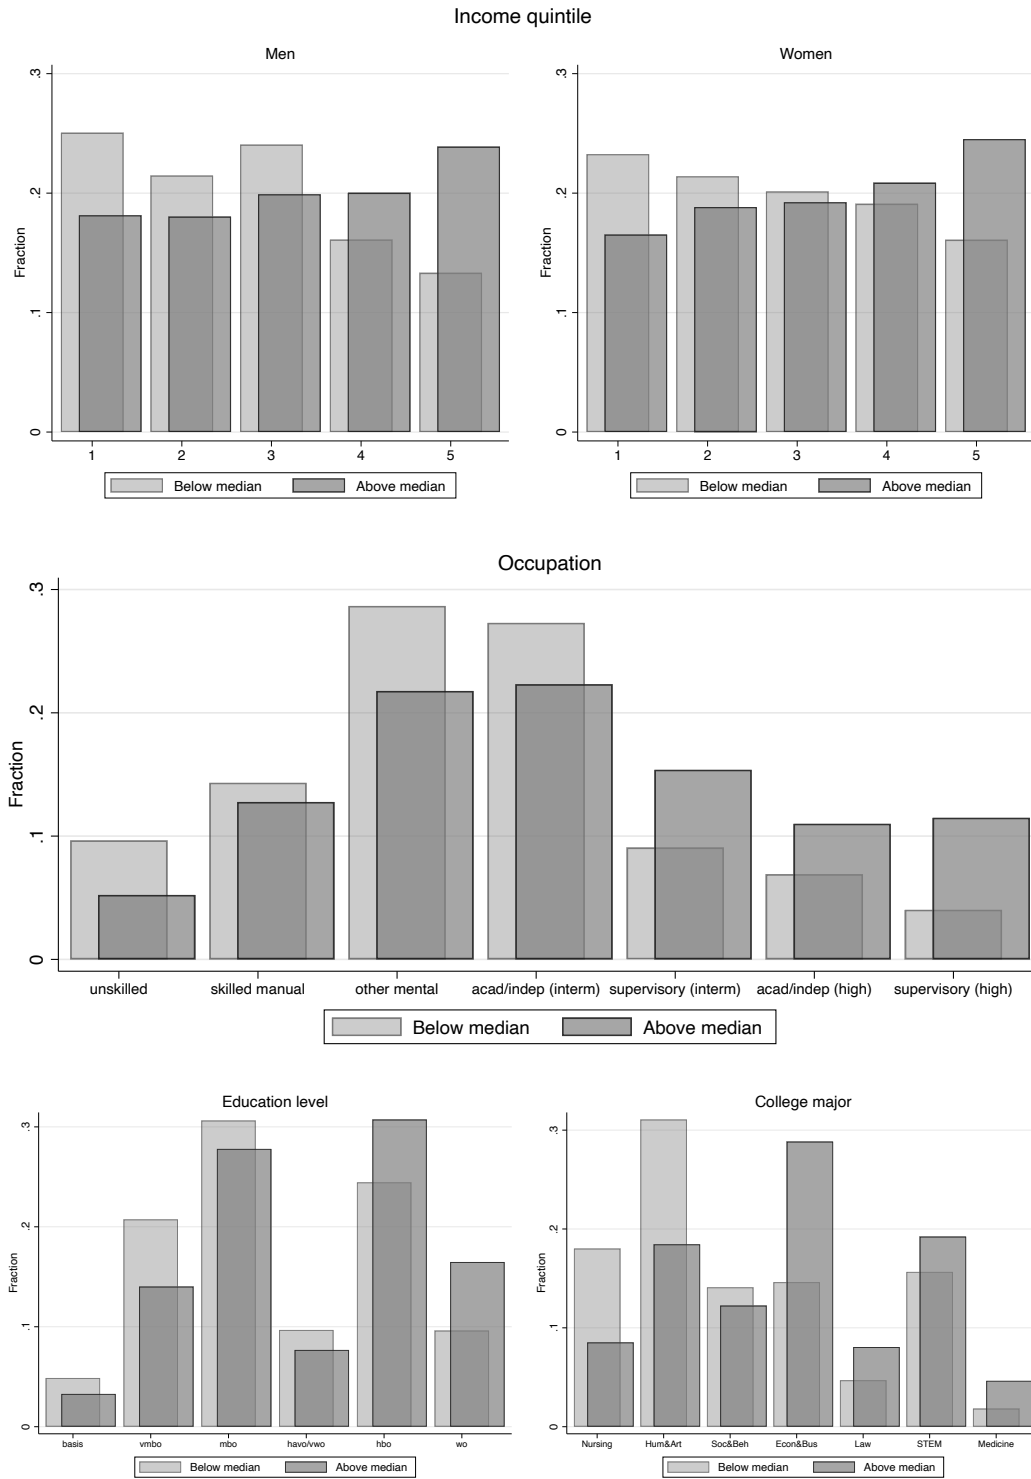 Income quintile
Men
Women
Fraction
.3
.2
.1
0
1 2 3 4 5
Below median Above median
Fraction
.3
.2
.1
0
1 2 3 4 5
Below median Above median
Occupation
Fraction
.3
.2
.1
0
unskilled skilled manual other mental acad/indep (interm) supervisory (interm) acad/indep (high) supervisory (high)
Below median Above median
Education level
Fraction
.3
.2
.1
0
basis vmbo mbo havo/vwo hbo wo
Below median Above median
College major
Fraction
.3
.2
.1
0
Nursing Hum&Art Soc&Beh Econ&Bus Law STEM Medicine
Below median Above median